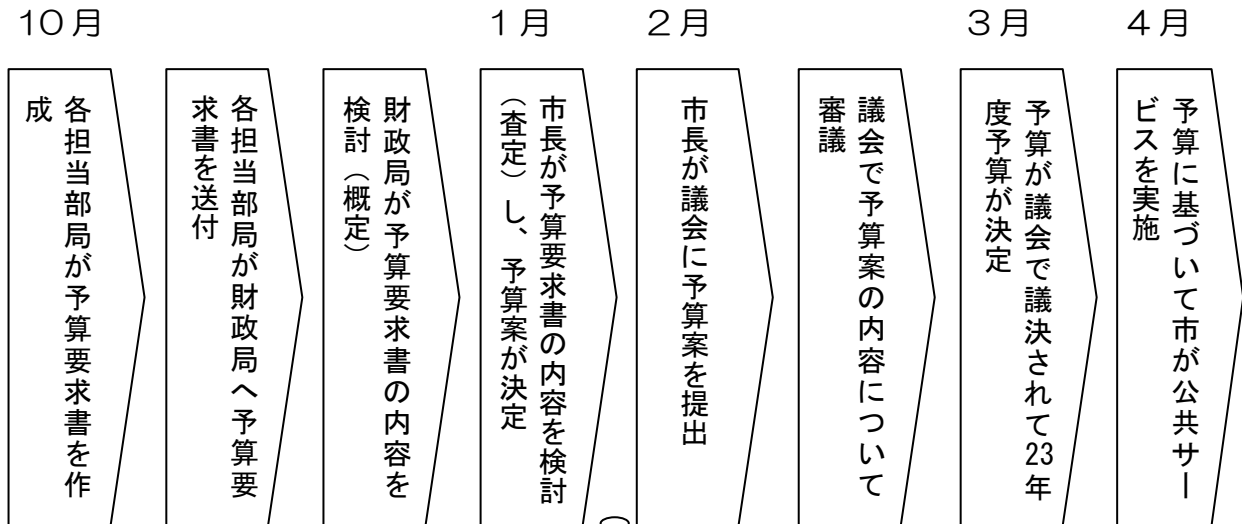 10月
1月
2月
3月
4月
各担当部局が予算要求書を作
成
各担当部局が財政局へ予算要
求書を送付
財政局が予算要求書の内容を
検討（概定）
市長が予算要求書の内容を検討
（査定）し、予算案が決定
市長が議会に予算案を提出
議会で予算案の内容について
審議
予算が議会で議決されて23年
度予算が決定
予算に基づいて市が公共サー
ビスを実施